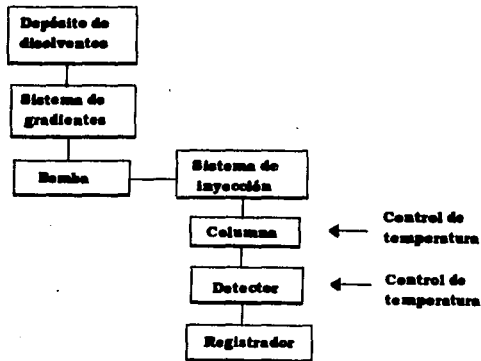 Depósito de
disolventes
Sistema de
gradientes
Bomba
Sistema de
inyección
Columna
Control de
temperatura
Detector
Control de
temperatura
Registrador